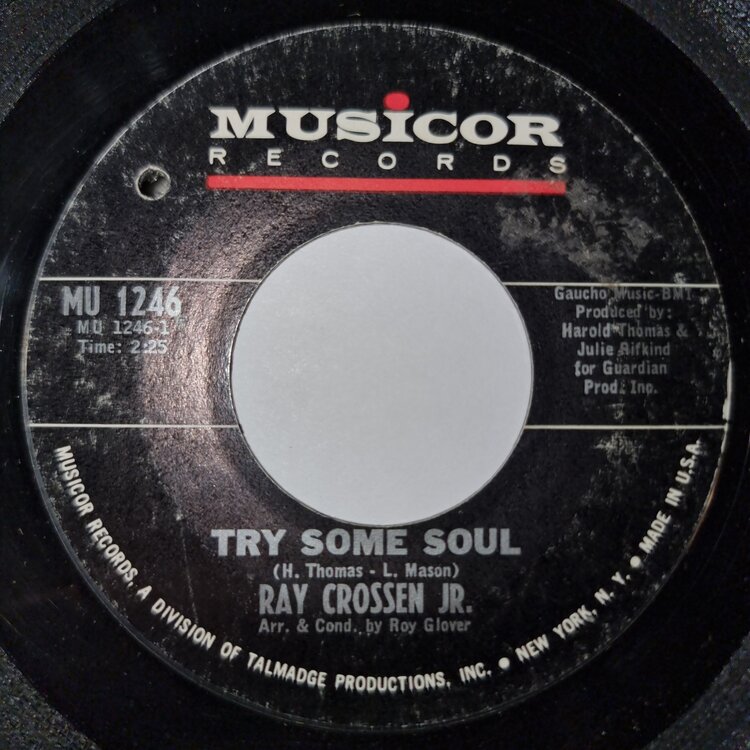 MUSICOR
RECORDS
MU 1246
MU 1246-1
Time: 2:25
Gaucho Music-BMI
Produced by:
Harold Thomas &
Julie Rifkind
for Guardian
Prod. Inc.
TRY SOME SOUL
(H. Thomas - L. Mason)
RAY CROSSEN JR.
Arr. & Cond. by Roy Glover
MUSICOR RECORDS, A DIVISION OF TALMADGE PRODUCTIONS, INC. ● NEW YORK, N. Y. ● MADE IN U.S.A.